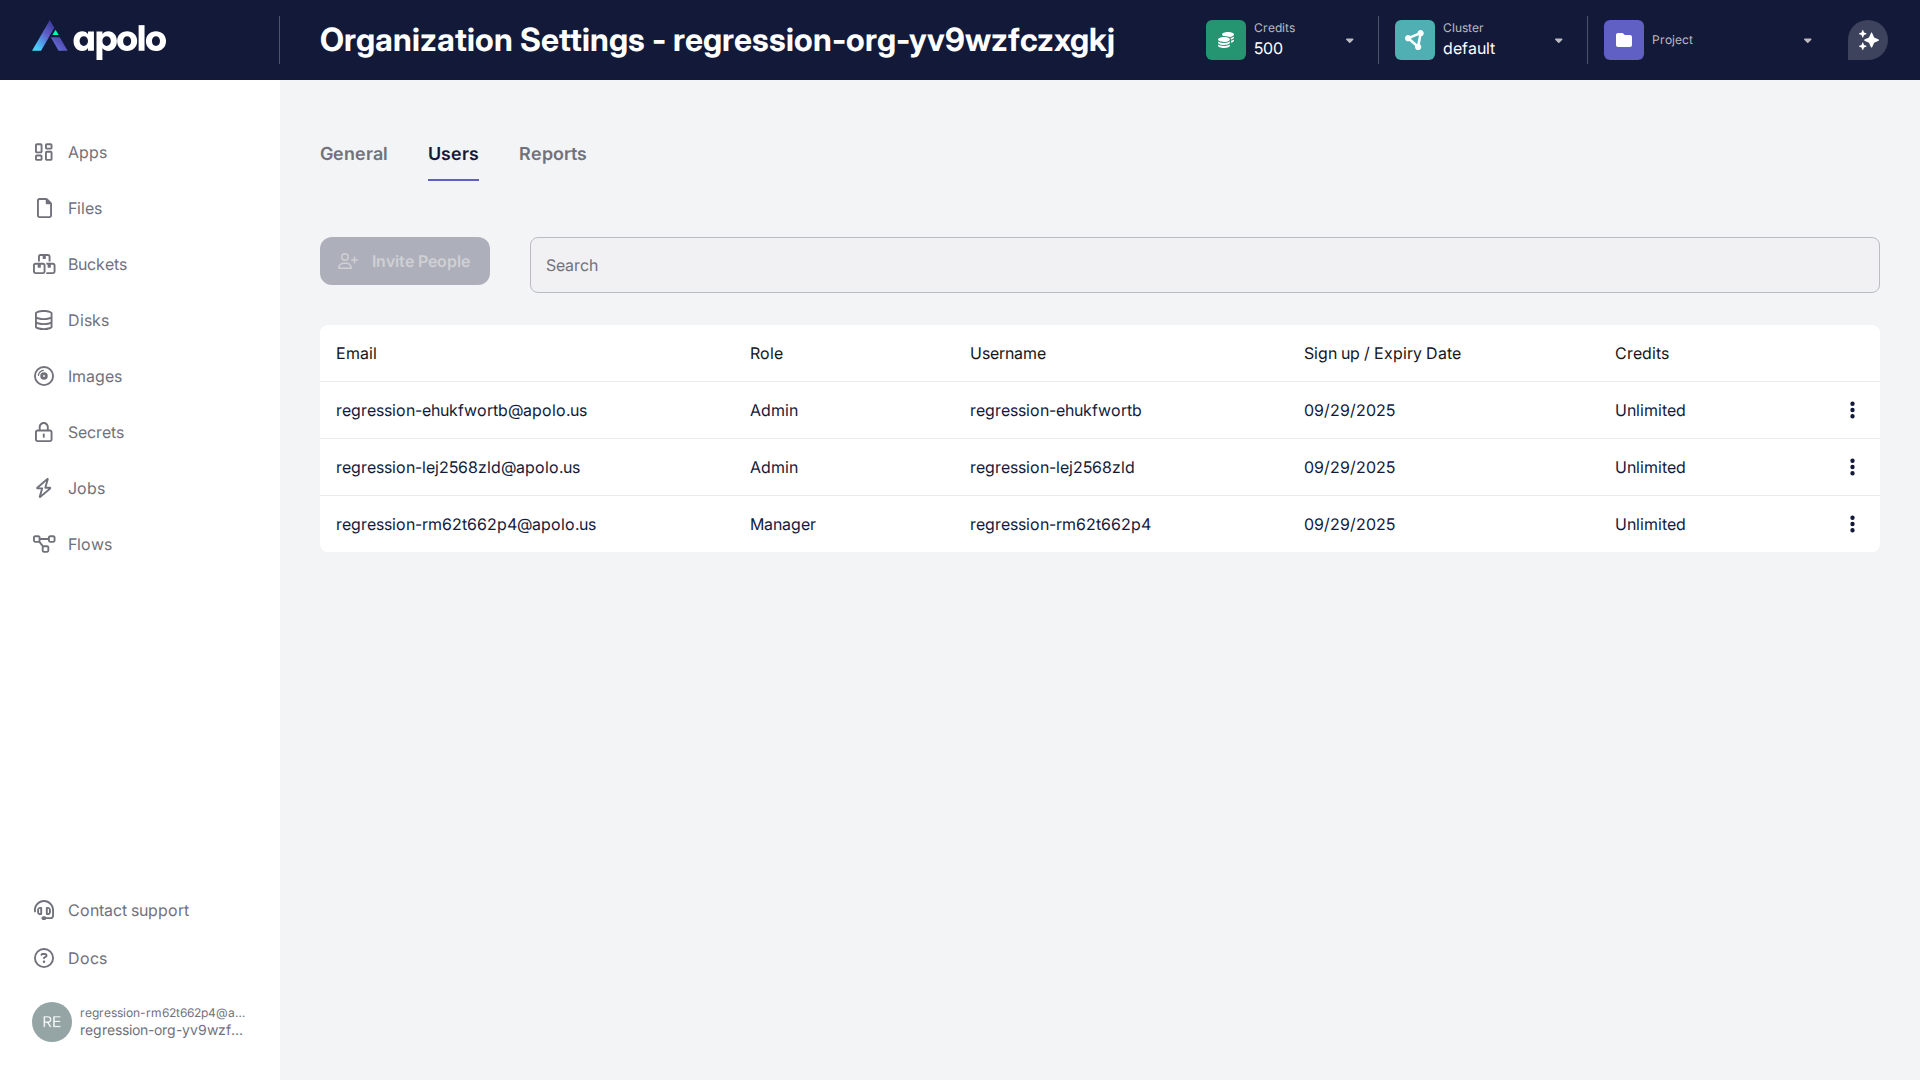 apolo
Organization Settings - regression-org-yv9wzfczxgkj
Credits
500
Cluster
default
Project
Apps
Files
Buckets
Disks
Images
Secrets
Jobs
Flows
Contact support
Docs
RE
regression-rm62t662p4@a...
regression-org-yv9wzf...
General Users Reports
Invite People
Search
Email Role Username Sign up / Expiry Date Credits
regression-ehukfwortb@apolo.us Admin regression-ehukfwortb 09/29/2025 Unlimited
regression-lej2568zld@apolo.us Admin regression-lej2568zld 09/29/2025 Unlimited
regression-rm62t662p4@apolo.us Manager regression-rm62t662p4 09/29/2025 Unlimited